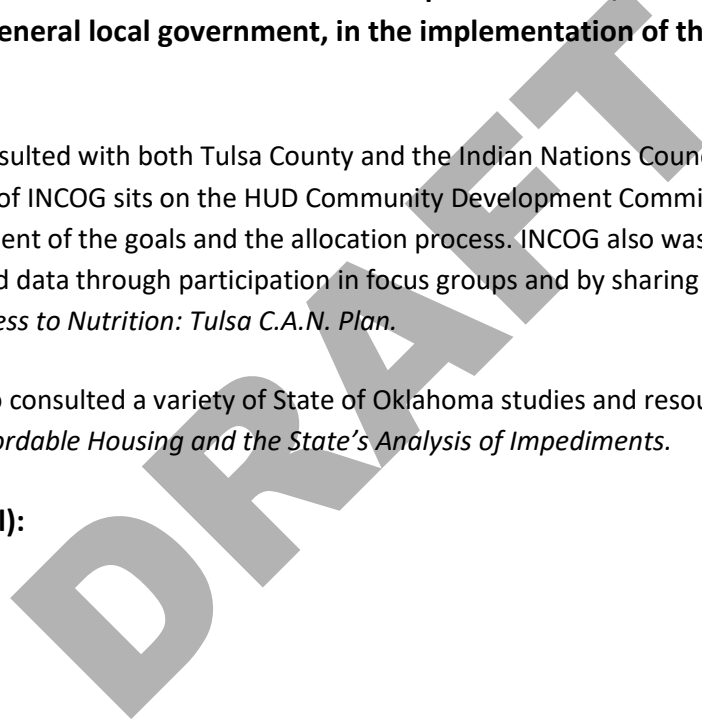 eneral local government, in the implementation of th
sulted with both Tulsa County and the Indian Nations Coun
of INCOG sits on the HUD Community Development Commi
ent of the goals and the allocation process. INCOG also was
d data through participation in focus groups and by sharing
ess to Nutrition: Tulsa C.A.N. Plan.
o consulted a variety of State of Oklahoma studies and resou
ordable Housing and the State’s Analysis of Impediments.
l):
DRAFT